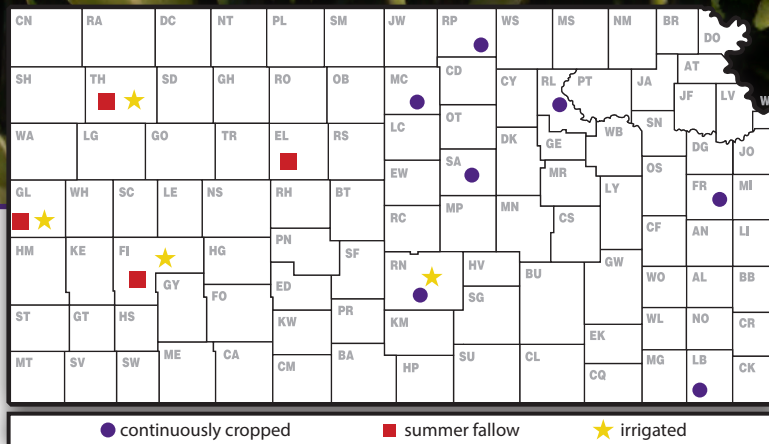 CN RA DC NT PL SM JW RP WS MS NM BR DO
SH TH SD GH RO OB MC CD CY RL PT JA AT JF LV
WA LG GO TR EL RS LC OT DK GE WB SN DG JO
GL WH SC LE NS RH BT EW SA MR LY OS FR MI
RC MP MN CS CF AN LI
HM KE FI HG PN SF RN HV BU GW WO AL BB
GY ED SG
ST GT HS FO KW PR KM EK WL NO CR
MT SV SW ME CA CM BA HP SU CL CQ MG LB CK
continuously cropped summer fallow irrigated